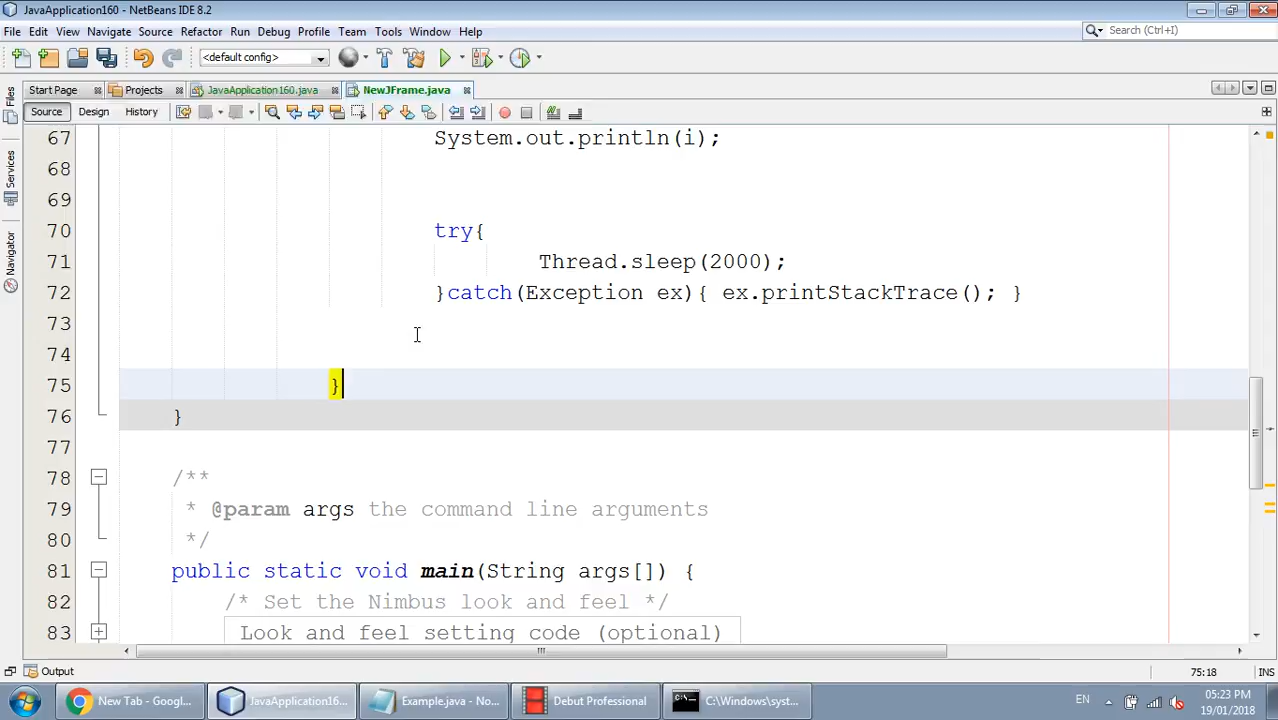 JavaApplication160 - NetBeans IDE 8.2
File Edit View Navigate Source Refactor Run Debug Profile Team Tools Window Help
Search (Ctrl+I)
<default config>
Start Page Projects JavaApplication160.java NewJFrame.java
Source Design History
Files
Services
Navigator
67 System.out.println(i);
68
69
70 try{
71 Thread.sleep(2000);
72 }catch(Exception ex){ ex.printStackTrace(); }
73
74
75 }
76 }
77
78 /**
79 * @param args the command line arguments
80 */
81 public static void main(String args[]) {
82 /* Set the Nimbus look and feel */
83 Look and feel setting code (optional)
Output
75:18 INS
New Tab - Googl... JavaApplication16... Example.java - No... Debut Professional C:\Windows\syst...
EN
05:23 PM
19/01/2018